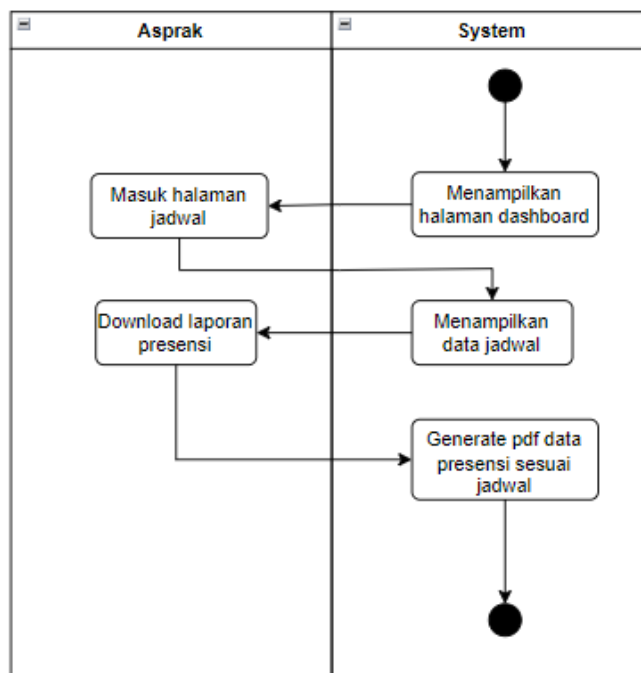 Asprak
System
Menampilkan
halaman dashboard
Masuk halaman
jadwal
Menampilkan
data jadwal
Download laporan
presensi
Generate pdf data
presensi sesuai
jadwal